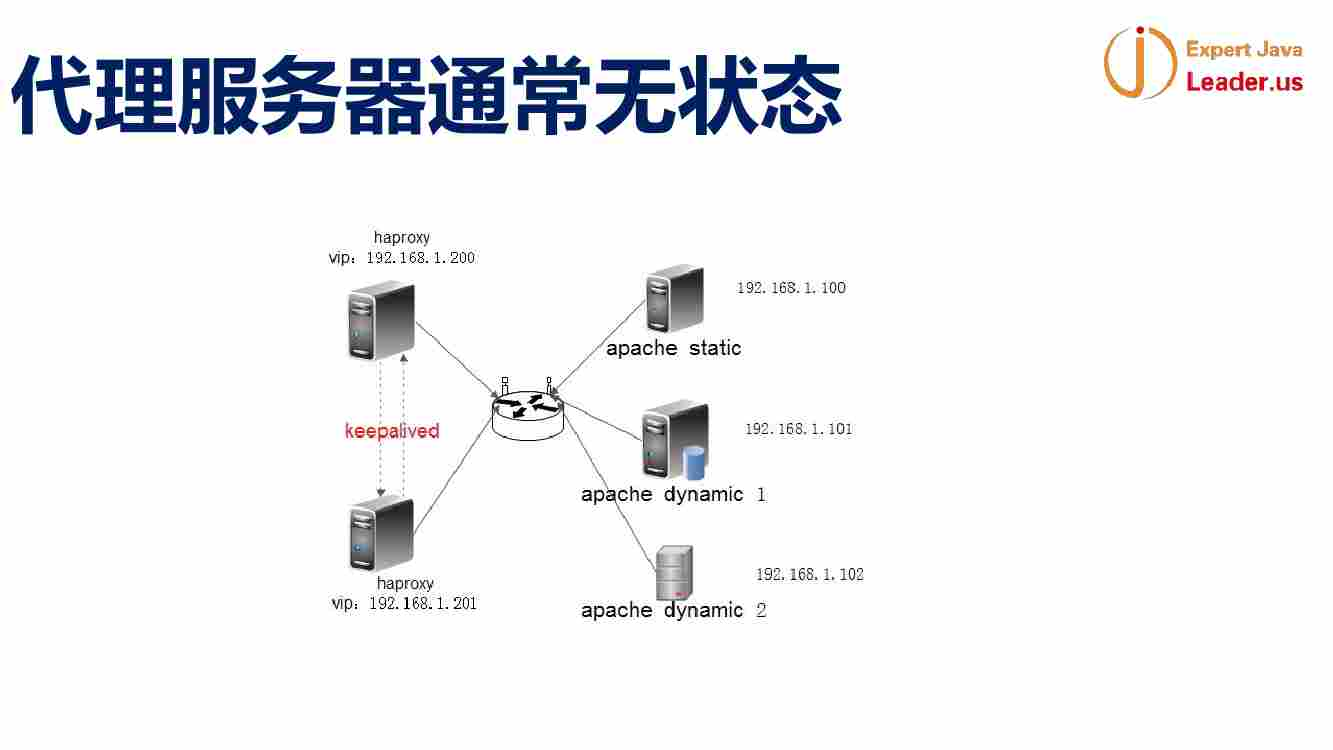 代理服务器通常无状态
Expert Java
Leader.us
haproxy
vip：192.168.1.200
192.168.1.100
apache static
keepalived
192.168.1.101
apache dynamic 1
haproxy
vip：192.168.1.201
192.168.1.102
apache dynamic 2